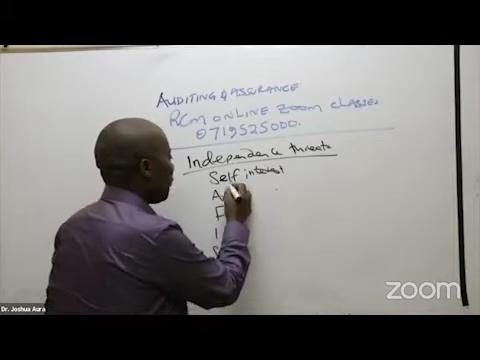 AUDITING & ASSURANCE
RCM ONLINE ZOOM classes
0719525000.
Independence threats
Self interest
A
F
I
S
zoom
Dr. Joshua Aura